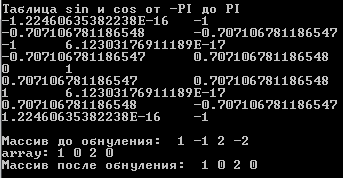 Таблица sin и cos от -PI до PI
-1.22460635382238E-16 -1
-0.707106781186548 -0.707106781186547
-1 6.12303176911189E-17
-0.707106781186547 0.707106781186548
0 1
0.707106781186547 0.707106781186548
1 6.12303176911189E-17
0.707106781186548 -0.707106781186547
1.22460635382238E-16 -1
Массив до обнуления: 1 -1 2 -2
array: 1 0 2 0
Массив после обнуления: 1 0 2 0